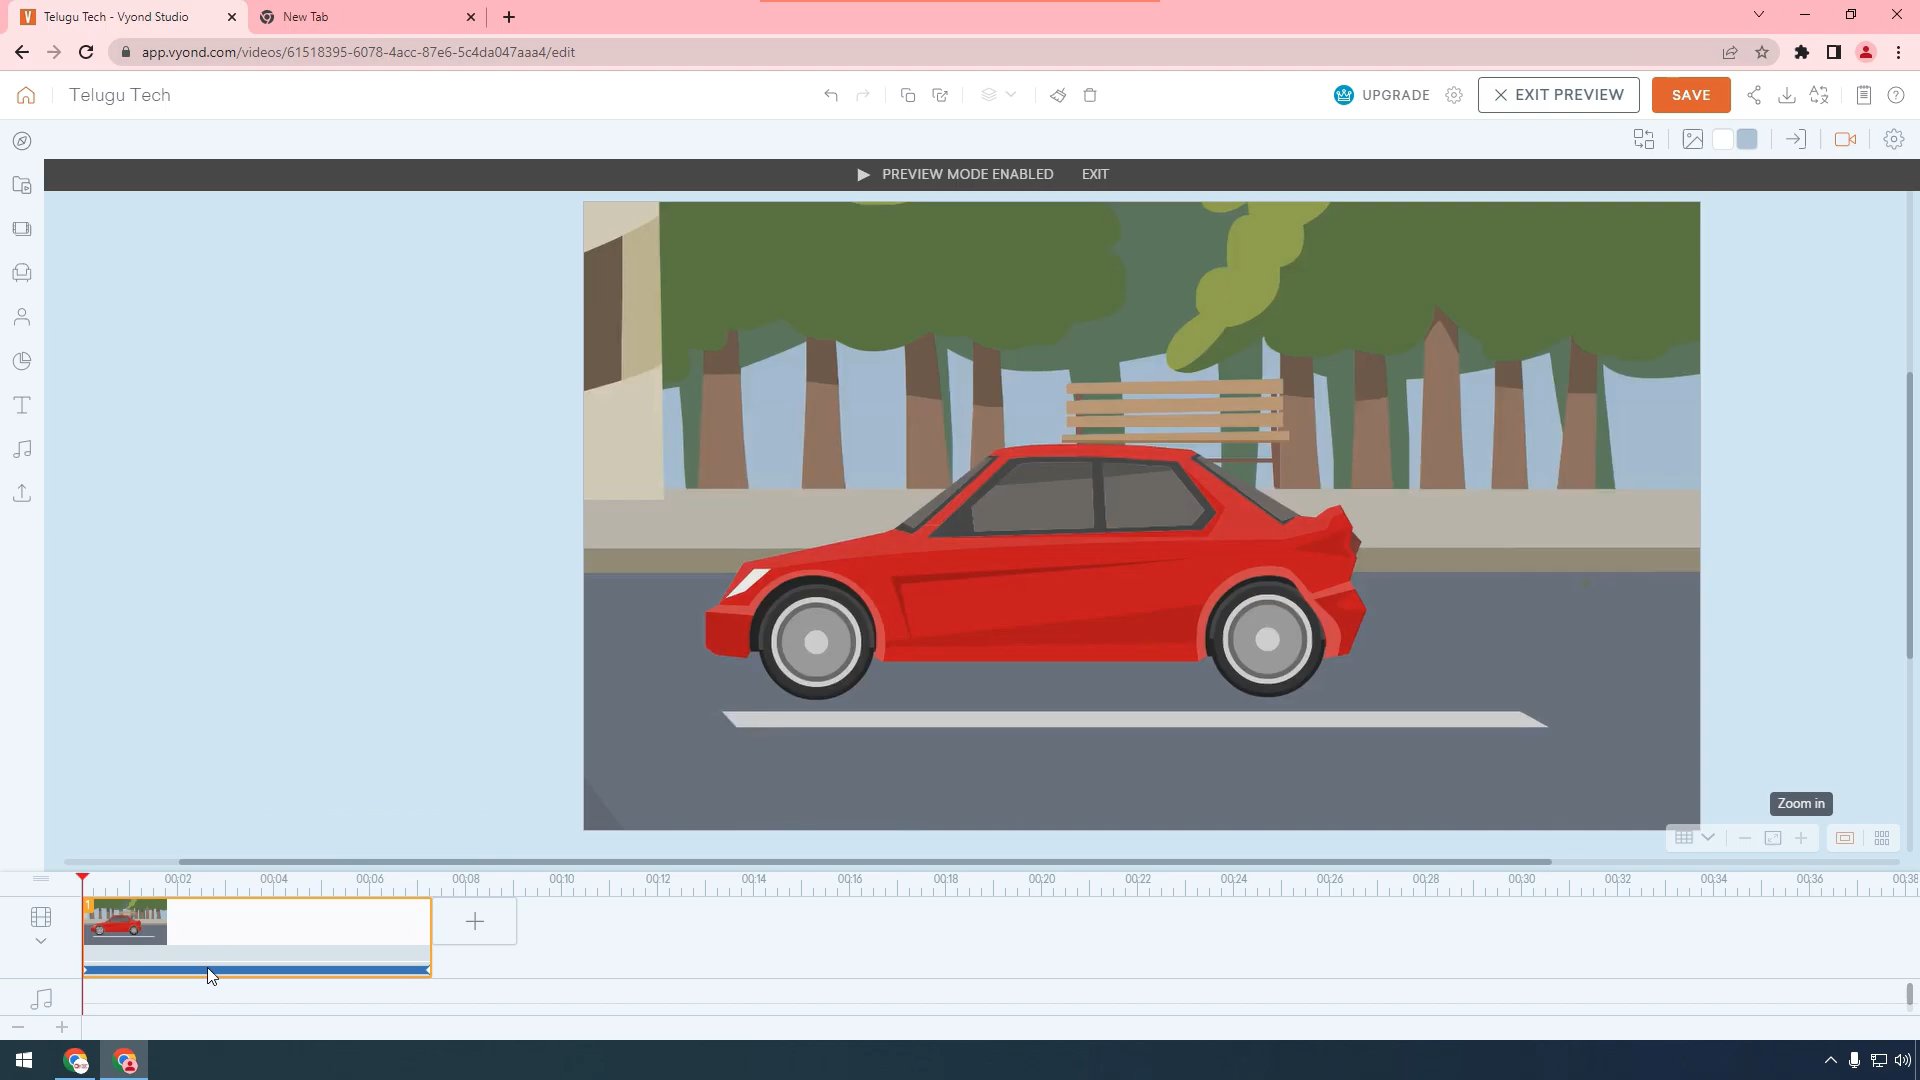 Telugu Tech - Vyond Studio
New Tab
app.vyond.com/videos/61518395-6078-4acc-87e6-5c4da047aaa4/edit
Telugu Tech
UPGRADE
EXIT PREVIEW
SAVE
PREVIEW MODE ENABLED EXIT
Zoom in
00:02 00:04 00:06 00:08 00:10 00:12 00:14 00:16 00:18 00:20 00:22 00:24 00:26 00:28 00:30 00:32 00:34 00:36 00:38
1